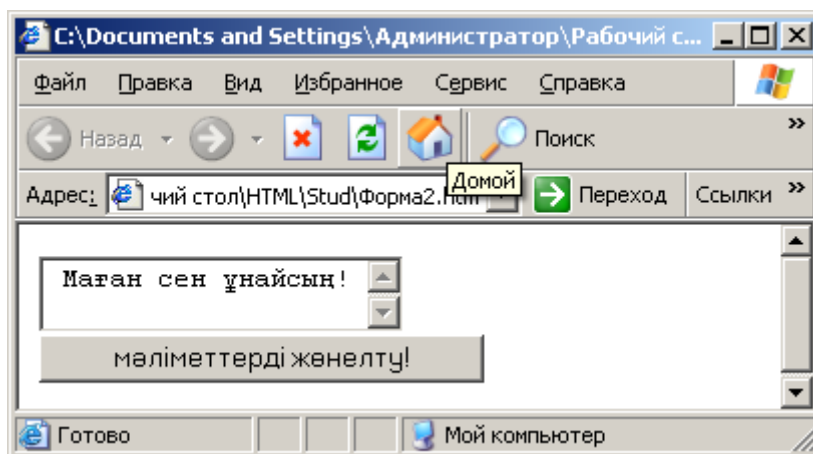 C:\Documents and Settings\Администратор\Рабочий с...
Файл Правка Вид Избранное Сервис Справка
Назад Поиск »
Домой
Адрес: чий стол\HTML\Stud\Форма2.htm Переход Ссылки »
Маған сен ұнайсың!
мәліметтерді жөнелту!
Готово Мой компьютер